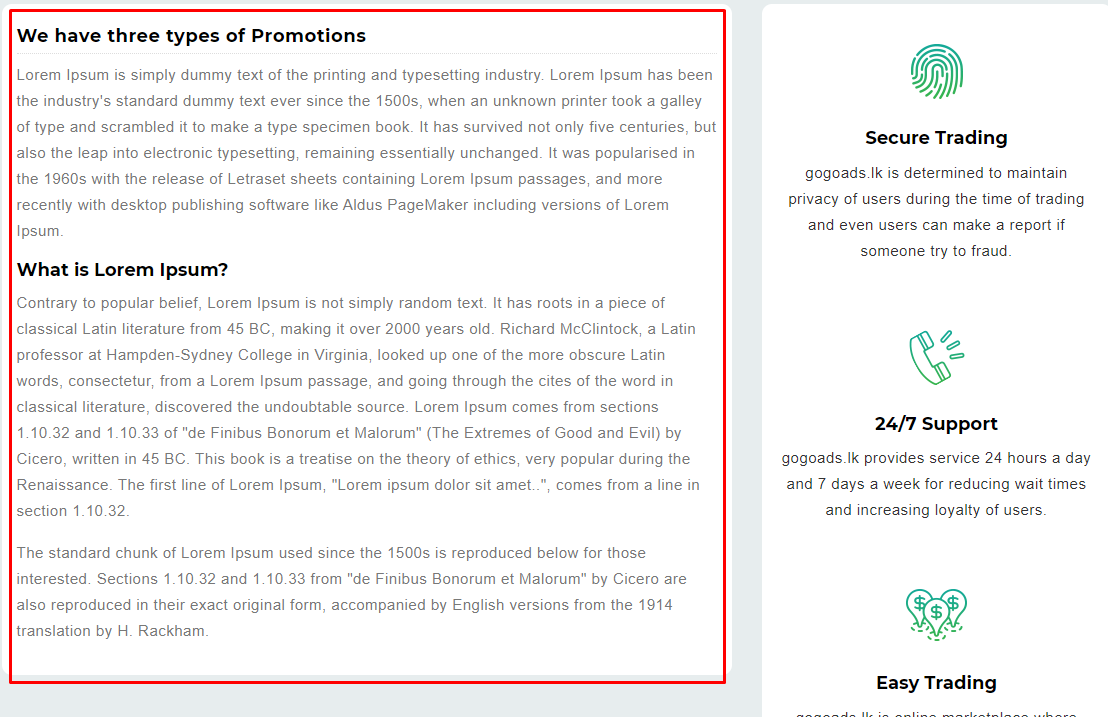 We have three types of Promotions
Lorem Ipsum is simply dummy text of the printing and typesetting industry. Lorem Ipsum has been
the industry's standard dummy text ever since the 1500s, when an unknown printer took a galley
of type and scrambled it to make a type specimen book. It has survived not only five centuries, but
also the leap into electronic typesetting, remaining essentially unchanged. It was popularised in
the 1960s with the release of Letraset sheets containing Lorem Ipsum passages, and more
recently with desktop publishing software like Aldus PageMaker including versions of Lorem
Ipsum.
What is Lorem Ipsum?
Contrary to popular belief, Lorem Ipsum is not simply random text. It has roots in a piece of
classical Latin literature from 45 BC, making it over 2000 years old. Richard McClintock, a Latin
professor at Hampden-Sydney College in Virginia, looked up one of the more obscure Latin
words, consectetur, from a Lorem Ipsum passage, and going through the cites of the word in
classical literature, discovered the undoubtable source. Lorem Ipsum comes from sections
1.10.32 and 1.10.33 of "de Finibus Bonorum et Malorum" (The Extremes of Good and Evil) by
Cicero, written in 45 BC. This book is a treatise on the theory of ethics, very popular during the
Renaissance. The first line of Lorem Ipsum, "Lorem ipsum dolor sit amet..", comes from a line in
section 1.10.32.
The standard chunk of Lorem Ipsum used since the 1500s is reproduced below for those
interested. Sections 1.10.32 and 1.10.33 from "de Finibus Bonorum et Malorum" by Cicero are
also reproduced in their exact original form, accompanied by English versions from the 1914
translation by H. Rackham.
Secure Trading
gogoads.lk is determined to maintain
privacy of users during the time of trading
and even users can make a report if
someone try to fraud.
24/7 Support
gogoads.lk provides service 24 hours a day
and 7 days a week for reducing wait times
and increasing loyalty of users.
Easy Trading
gogoads.lk is online marketplace where